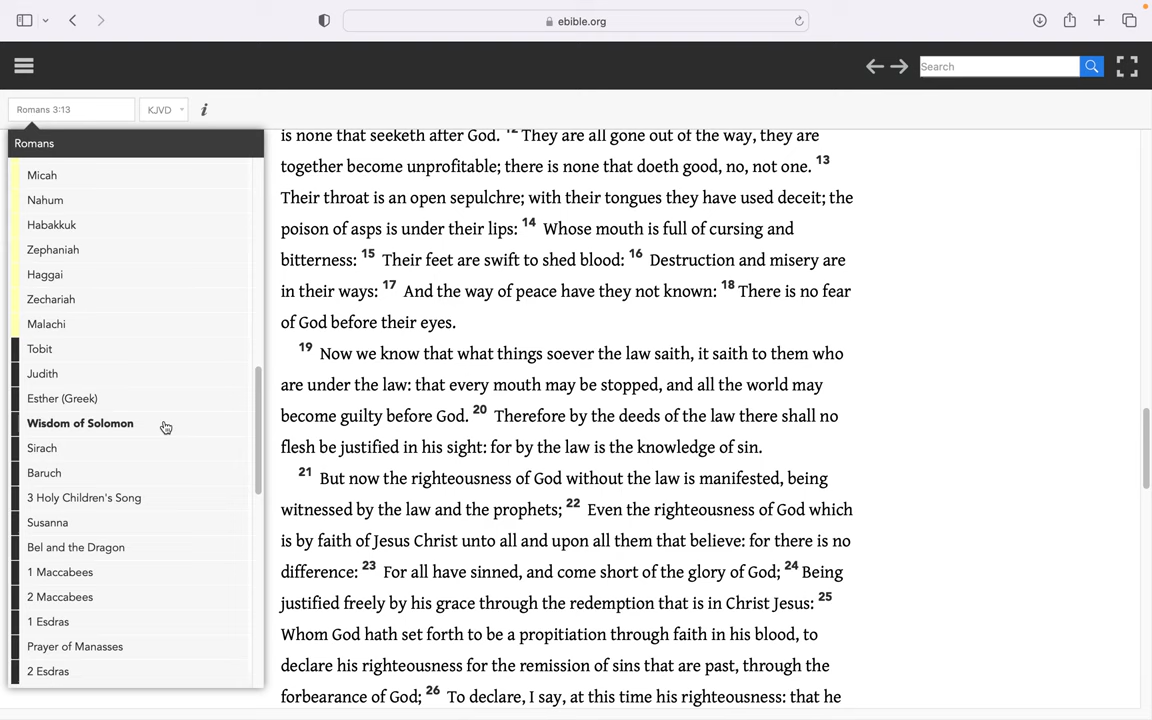 ebible.org
Search
Romans 3:13
KJVD
i
Romans
Micah
Nahum
Habakkuk
Zephaniah
Haggai
Zechariah
Malachi
Tobit
Judith
Esther (Greek)
Wisdom of Solomon
Sirach
Baruch
3 Holy Children's Song
Susanna
Bel and the Dragon
1 Maccabees
2 Maccabees
1 Esdras
Prayer of Manasses
2 Esdras
is none that seeketh after God. 12 They are all gone out of the way, they are
together become unprofitable; there is none that doeth good, no, not one. 13
Their throat is an open sepulchre; with their tongues they have used deceit; the
poison of asps is under their lips: 14 Whose mouth is full of cursing and
bitterness: 15 Their feet are swift to shed blood: 16 Destruction and misery are
in their ways: 17 And the way of peace have they not known: 18 There is no fear
of God before their eyes.
19 Now we know that what things soever the law saith, it saith to them who
are under the law: that every mouth may be stopped, and all the world may
become guilty before God. 20 Therefore by the deeds of the law there shall no
flesh be justified in his sight: for by the law is the knowledge of sin.
21 But now the righteousness of God without the law is manifested, being
witnessed by the law and the prophets; 22 Even the righteousness of God which
is by faith of Jesus Christ unto all and upon all them that believe: for there is no
difference: 23 For all have sinned, and come short of the glory of God; 24 Being
justified freely by his grace through the redemption that is in Christ Jesus: 25
Whom God hath set forth to be a propitiation through faith in his blood, to
declare his righteousness for the remission of sins that are past, through the
forbearance of God; 26 To declare, I say, at this time his righteousness: that he